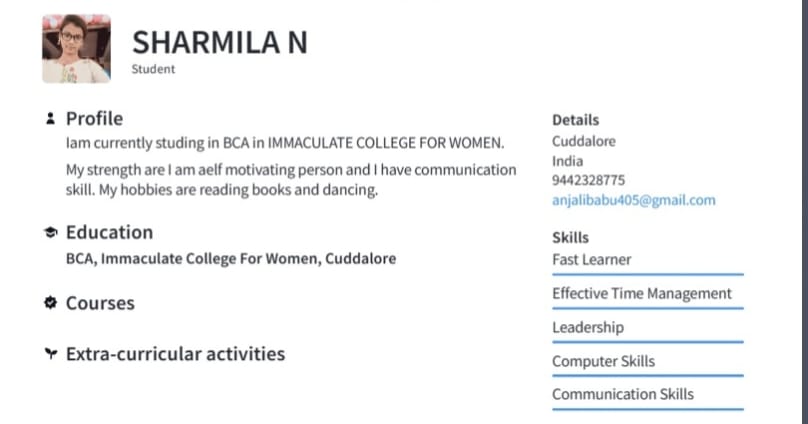 SHARMILA N
Student
Profile
Iam currently studing in BCA in IMMACULATE COLLEGE FOR WOMEN.
My strength are I am aelf motivating person and I have communication
skill. My hobbies are reading books and dancing.
Education
BCA, Immaculate College For Women, Cuddalore
Courses
Extra-curricular activities
Details
Cuddalore
India
9442328775
anjalibabu405@gmail.com
Skills
Fast Learner
Effective Time Management
Leadership
Computer Skills
Communication Skills